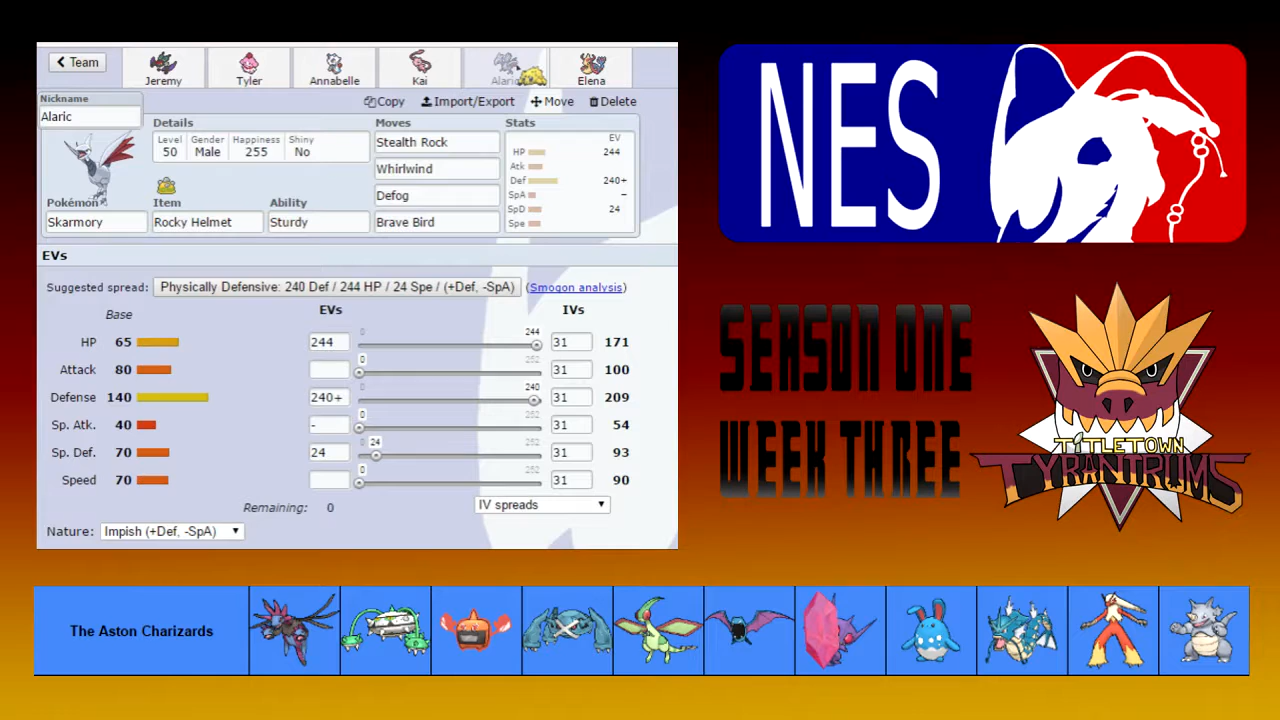 Team
Jeremy
Tyler
Annabelle
Kai
Alaric
Elena
Nickname
Alaric
Copy
Import/Export
Move
Delete
Details
Moves
Stats
Level
Gender
Happiness
Shiny
50
Male
255
No
Stealth Rock
Whirlwind
Defog
Brave Bird
EV
HP 244
Atk
Def 240+
SpA -
SpD 24
Spe
Pokémon
Item
Ability
Skarmory
Rocky Helmet
Sturdy
EVs
Suggested spread: Physically Defensive: 240 Def / 244 HP / 24 Spe / (+Def, -SpA) (Smogon analysis)
Base
EVs
IVs
HP 65 244 0 244 31 171
Attack 80 0 252 31 100
Defense 140 240+ 0 240 31 209
Sp. Atk. 40 - 0 252 31 54
Sp. Def. 70 24 0 24 252 31 93
Speed 70 0 252 31 90
Remaining: 0
IV spreads
Nature: Impish (+Def, -SpA)
NES
SEASON ONE
WEEK THREE
TITLETOWN
TYRANTRUMS
The Aston Charizards